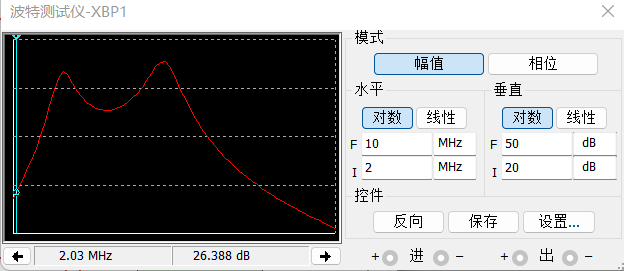 波特测试仪-XBP1
模式
幅值 相位
水平 垂直
对数 线性 对数 线性
F 10 MHz F 50 dB
I 2 MHz I 20 dB
控件
反向 保存 设置...
2.03 MHz 26.388 dB
+ 进 − + 出 −